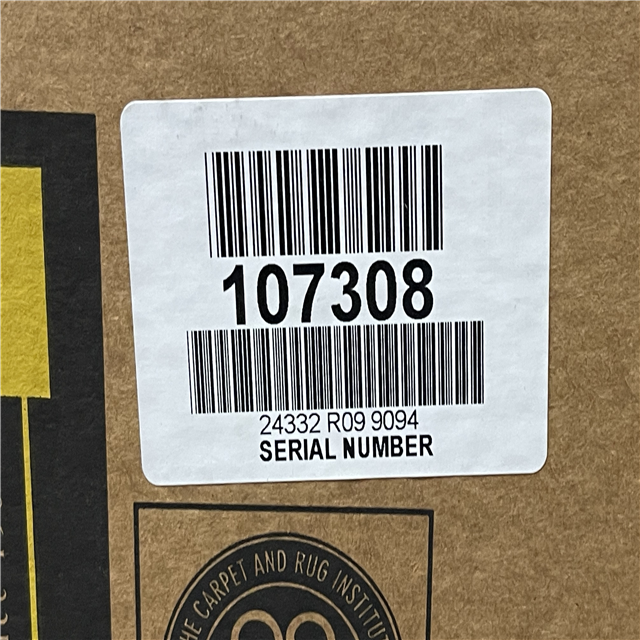 107308
24332 R09 9094
SERIAL NUMBER
THE CARPET AND RUG INSTITUTE